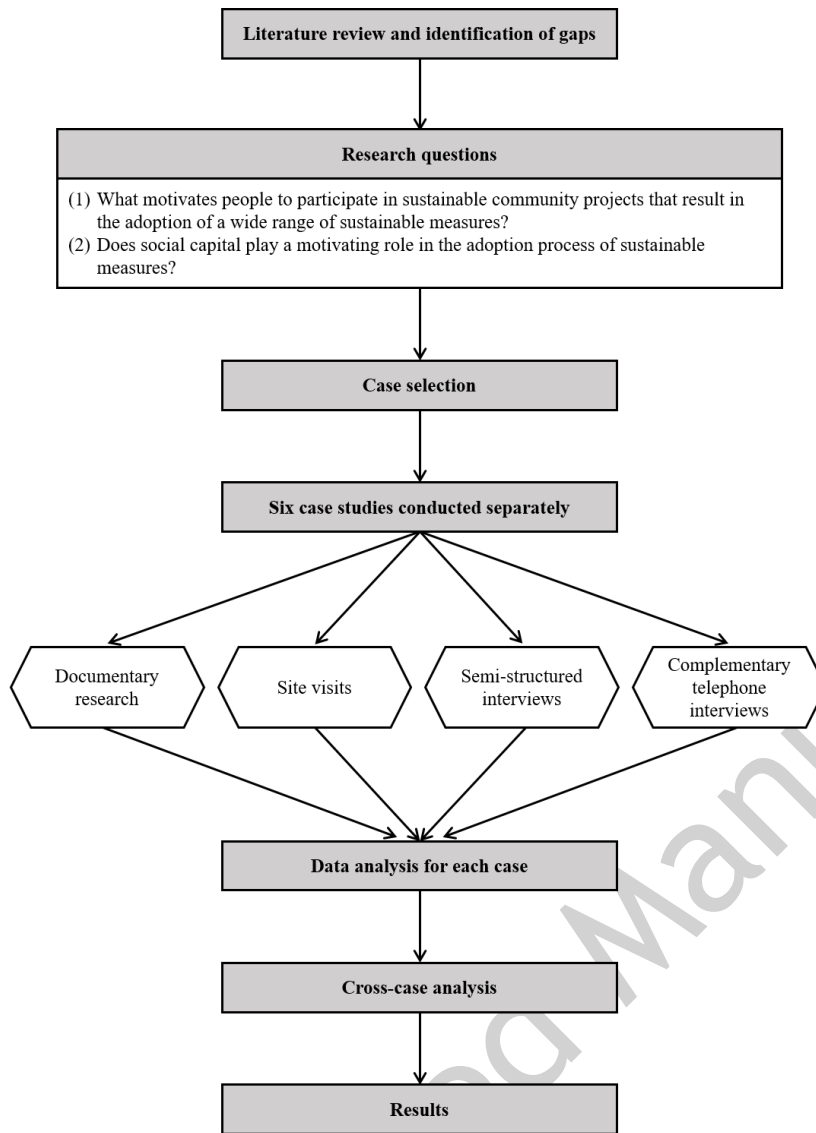 Literature review and identification of gaps
Research questions
(1) What motivates people to participate in sustainable community projects that result in
the adoption of a wide range of sustainable measures?
(2) Does social capital play a motivating role in the adoption process of sustainable
measures?
Case selection
Six case studies conducted separately
Documentary
research
Site visits
Semi-structured
interviews
Complementary
telephone
interviews
Data analysis for each case
Cross-case analysis
Results